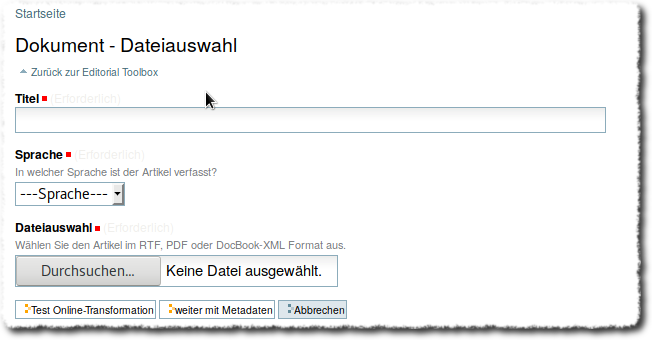 Startseite
Dokument - Dateiauswahl
Zurück zur Editorial Toolbox
Titel (Erforderlich)
Sprache (Erforderlich)
In welcher Sprache ist der Artikel verfasst?
---Sprache---
Dateiauswahl (Erforderlich)
Wählen Sie den Artikel im RTF, PDF oder DocBook-XML Format aus.
Durchsuchen... Keine Datei ausgewählt.
Test Online-Transformation weiter mit Metadaten Abbrechen